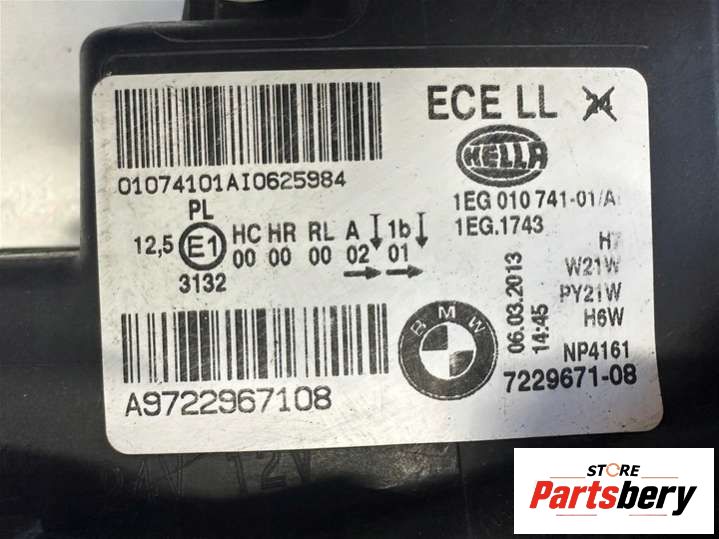 ECE LL 24
01074101AI0625984
HELLA
1EG 010 741-01/A
1EG.1743
PL
12,5 E1 HC HR RL A 1b
3132 00 00 00 02 01
H7
W21W
PY21W
H6W
06.03.2013
14:45
BMW
NP4161
7229671-08
A9722967108
12V
STORE
Partsbery